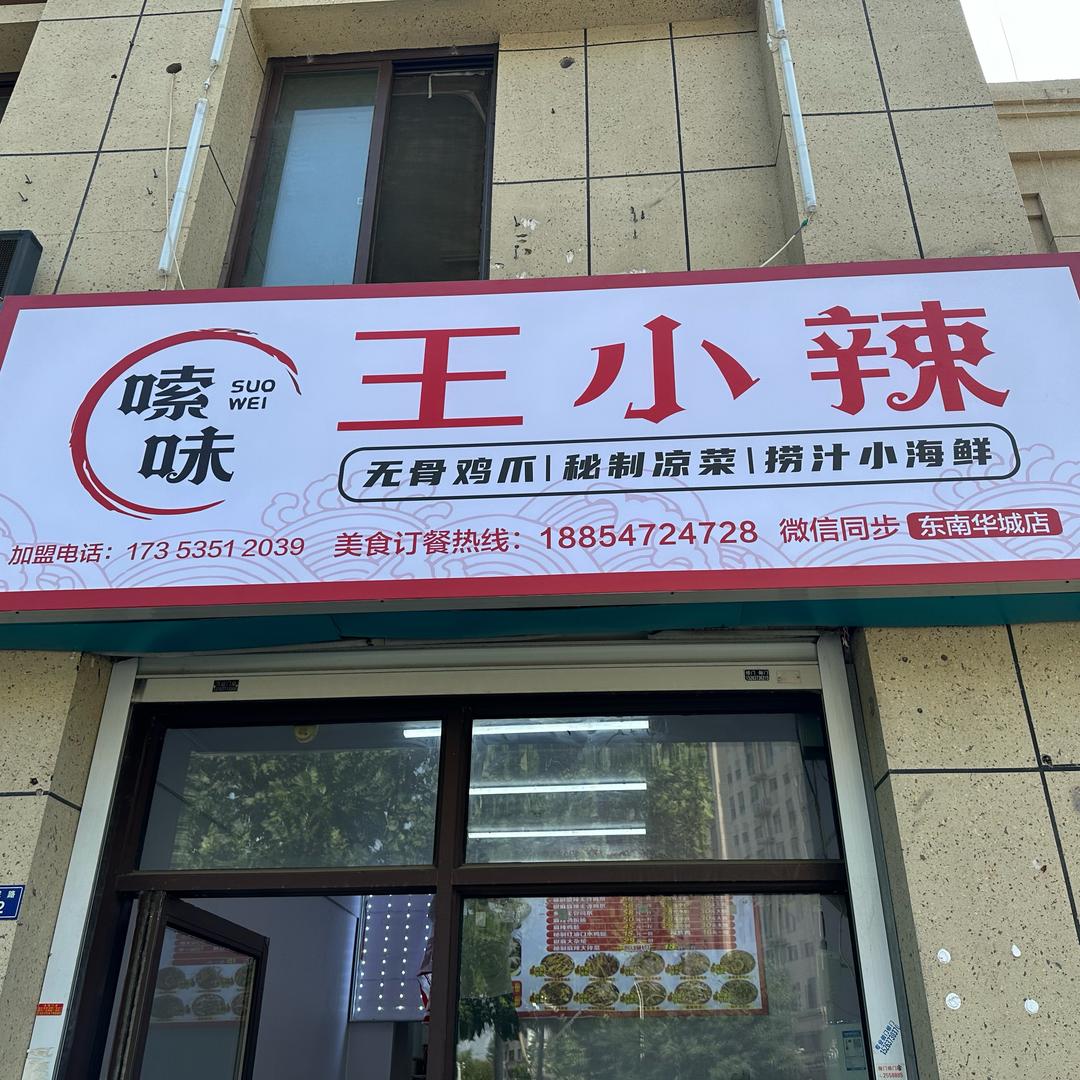 嗦味
SUO
WEI
王小辣
无骨鸡爪|秘制凉菜|捞汁小海鲜
加盟电话：173 5351 2039
美食订餐热线：18854724728 微信同步 东南华城店